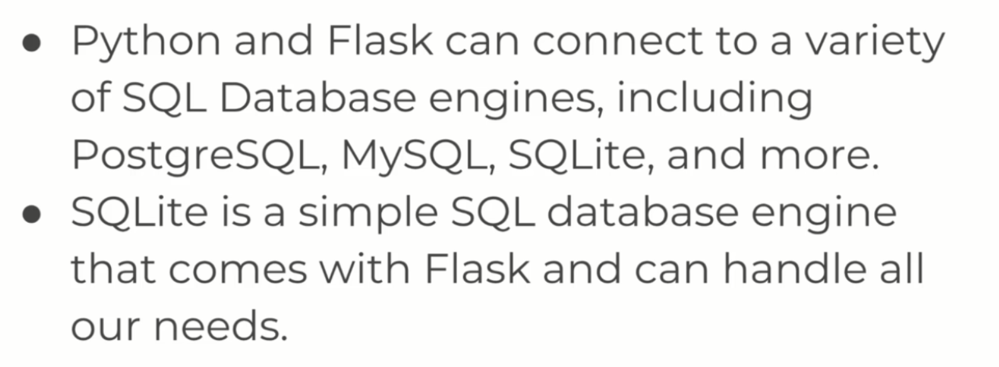 ● Python and Flask can connect to a variety
of SQL Database engines, including
PostgreSQL, MySQL, SQLite, and more.
● SQLite is a simple SQL database engine
that comes with Flask and can handle all
our needs.